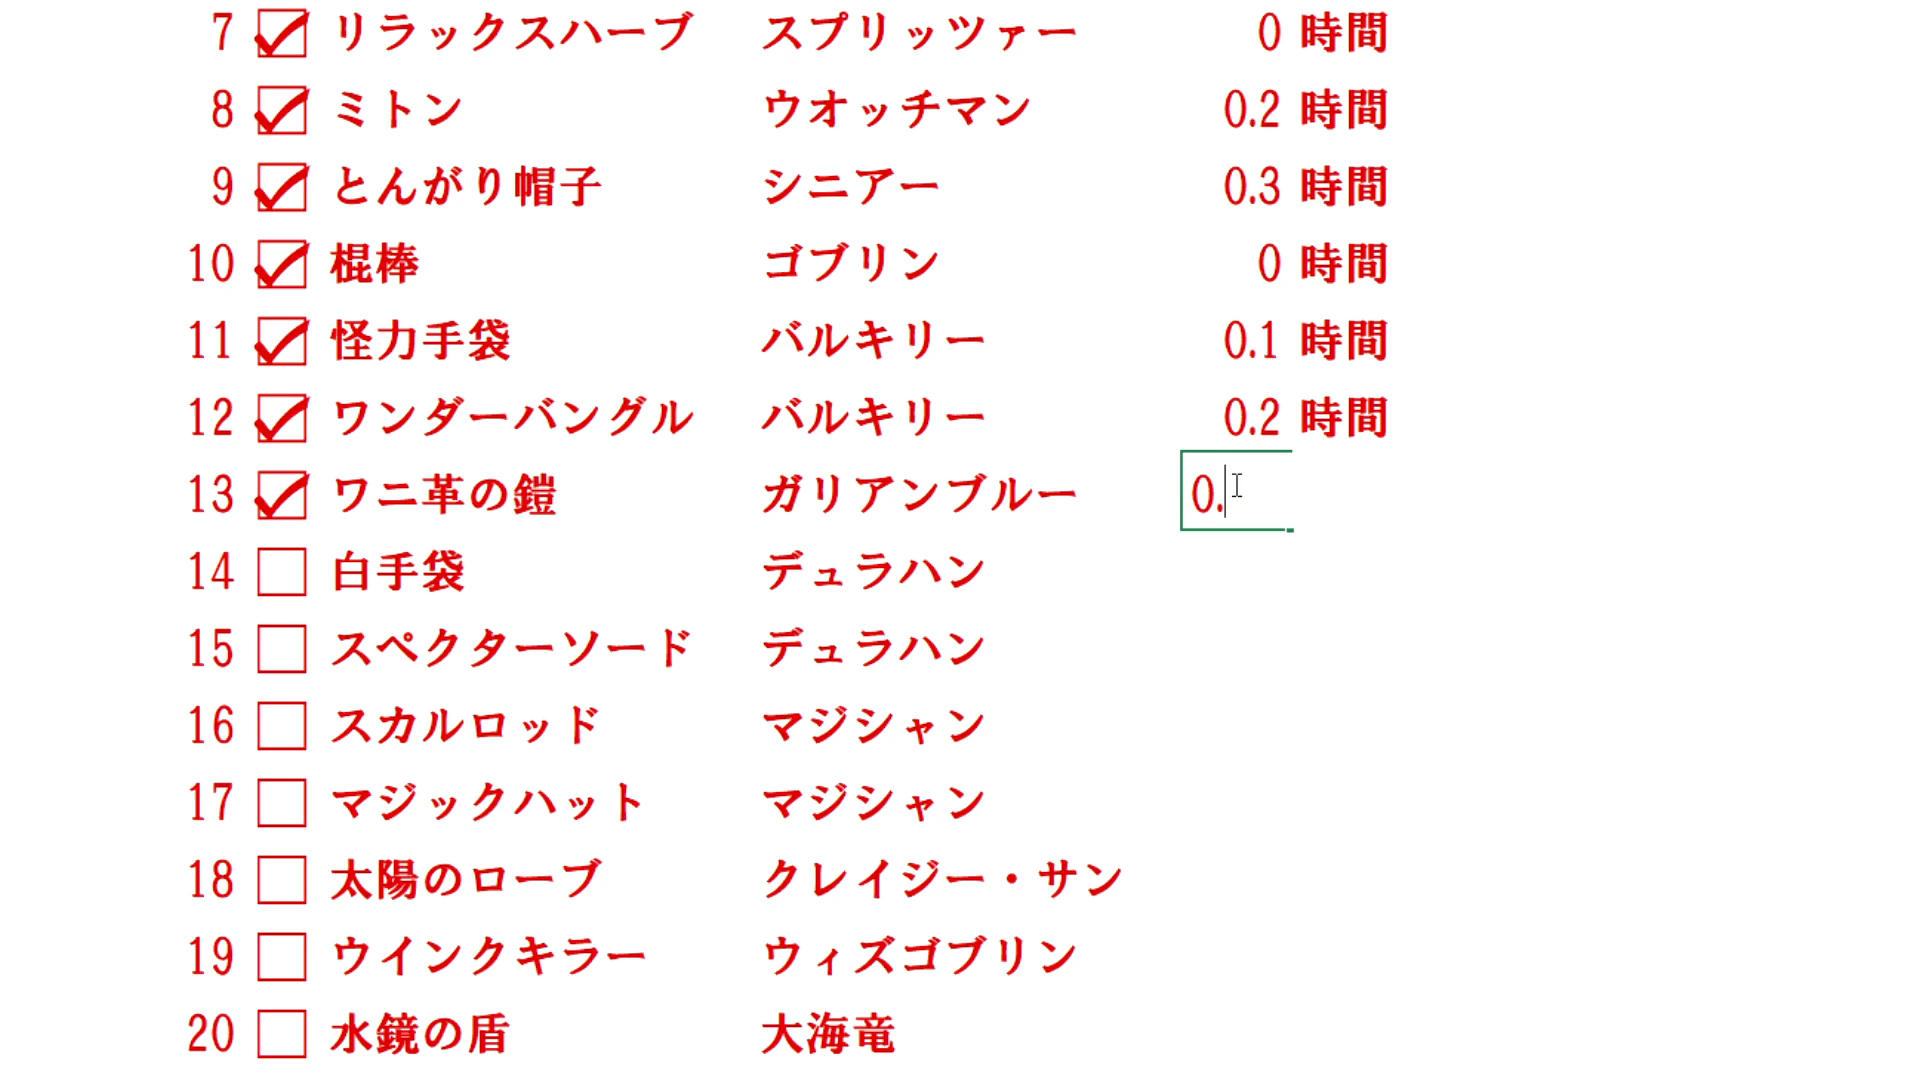 7 リラックスハーブ スプリッツァー 0 時間
8 ミトン ウオッチマン 0.2 時間
9 とんがり帽子 シニアー 0.3 時間
10 棍棒 ゴブリン 0 時間
11 怪力手袋 バルキリー 0.1 時間
12 ワンダーバングル バルキリー 0.2 時間
13 ワニ革の鎧 ガリアンブルー 0.
14 白手袋 デュラハン
15 スペクターソード デュラハン
16 スカルロッド マジシャン
17 マジックハット マジシャン
18 太陽のローブ クレイジー・サン
19 ウインクキラー ウィズゴブリン
20 水鏡の盾 大海竜